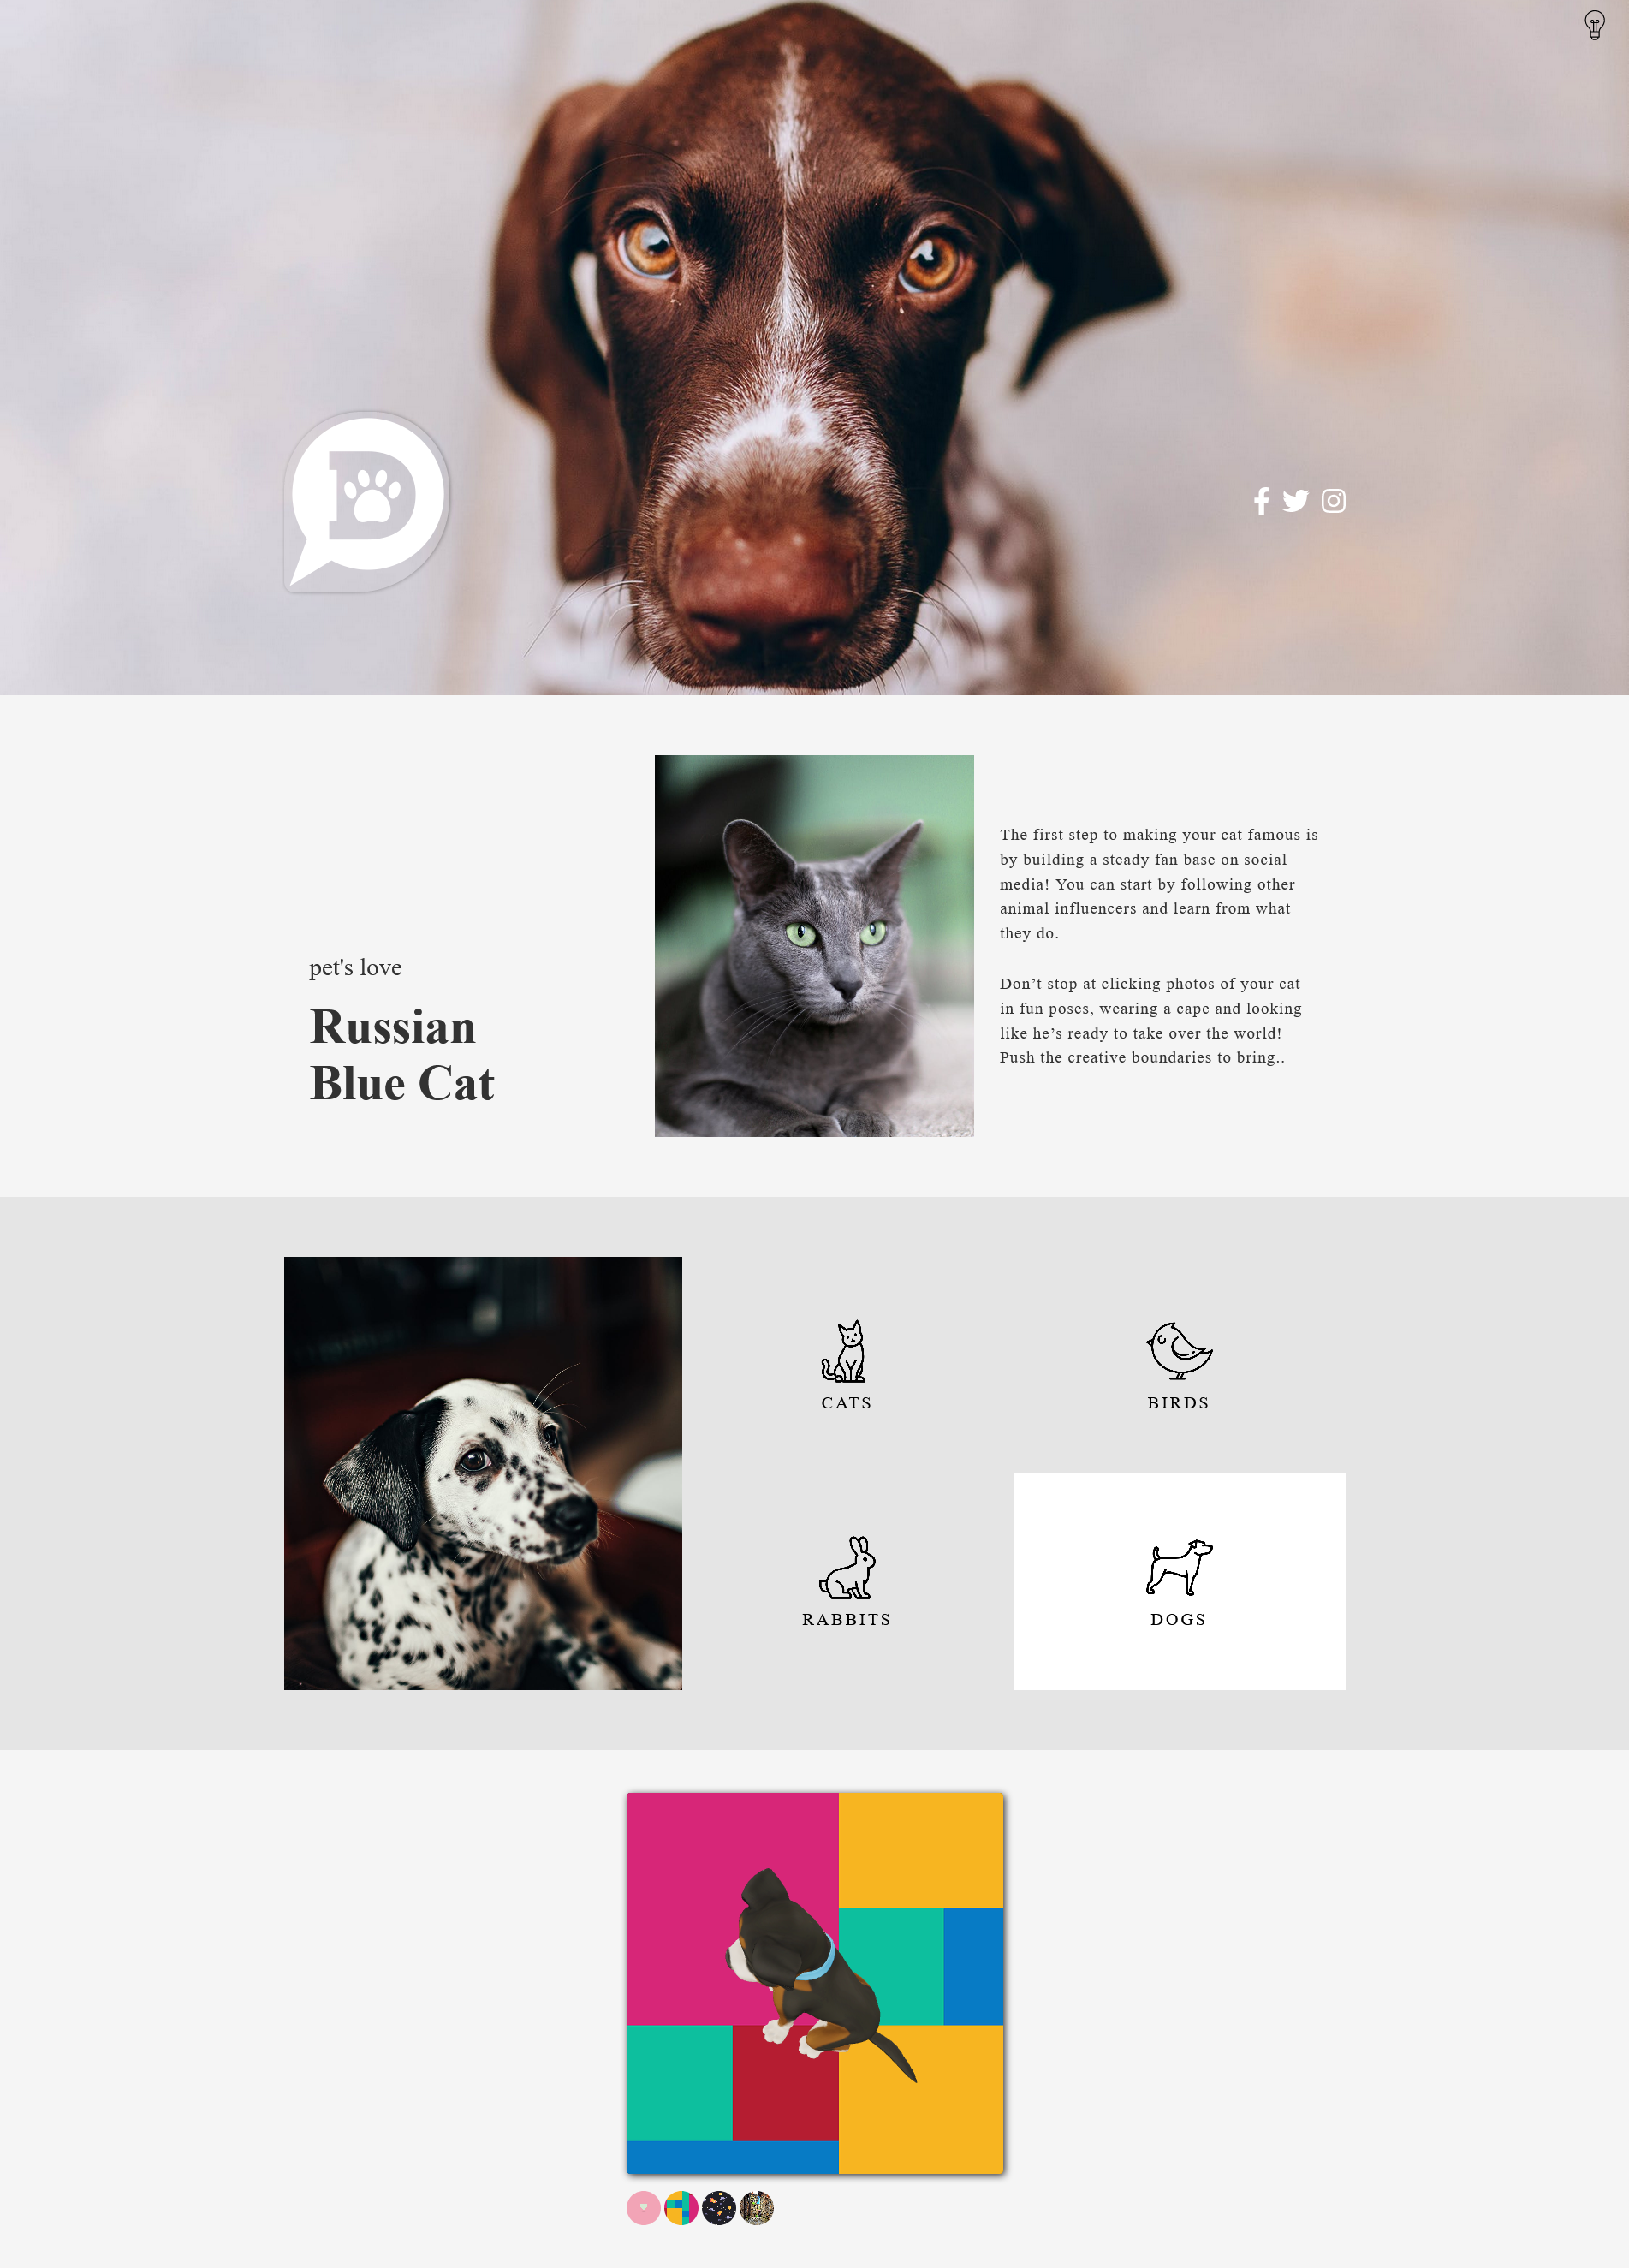 D
pet's love
Russian
Blue Cat
The first step to making your cat famous is
by building a steady fan base on social
media! You can start by following other
animal influencers and learn from what
they do.
Don’t stop at clicking photos of your cat
in fun poses, wearing a cape and looking
like he’s ready to take over the world!
Push the creative boundaries to bring..
CATS
BIRDS
RABBITS
DOGS